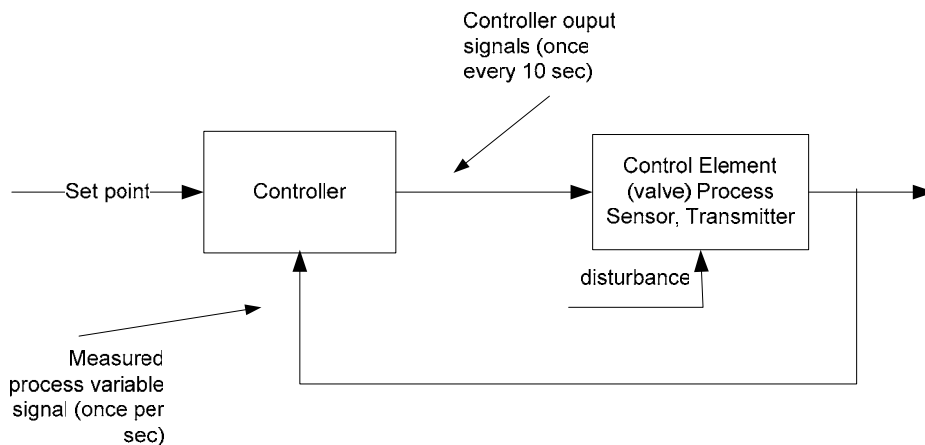 Controller ouput
signals (once
every 10 sec)
Set point
Controller
Control Element
(valve) Process
Sensor, Transmitter
disturbance
Measured
process variable
signal (once per
sec)